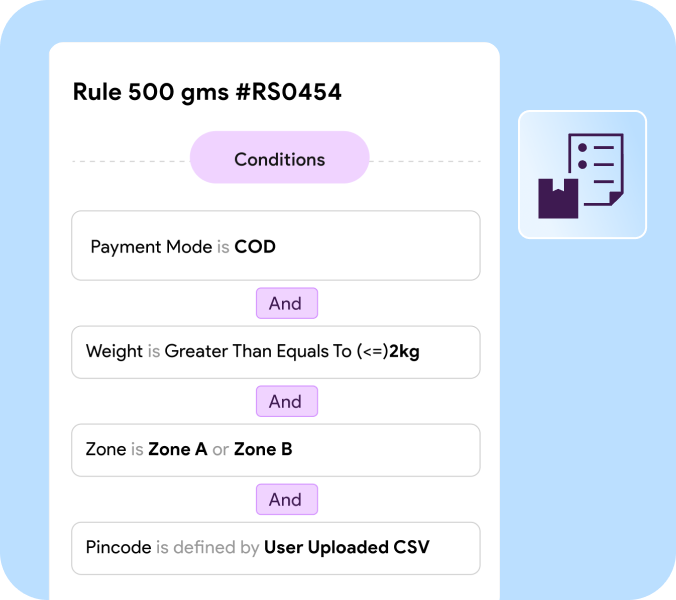 Rule 500 gms #RS0454
Conditions
Payment Mode is COD
And
Weight is Greater Than Equals To (<=)2kg
And
Zone is Zone A or Zone B
And
Pincode is defined by User Uploaded CSV